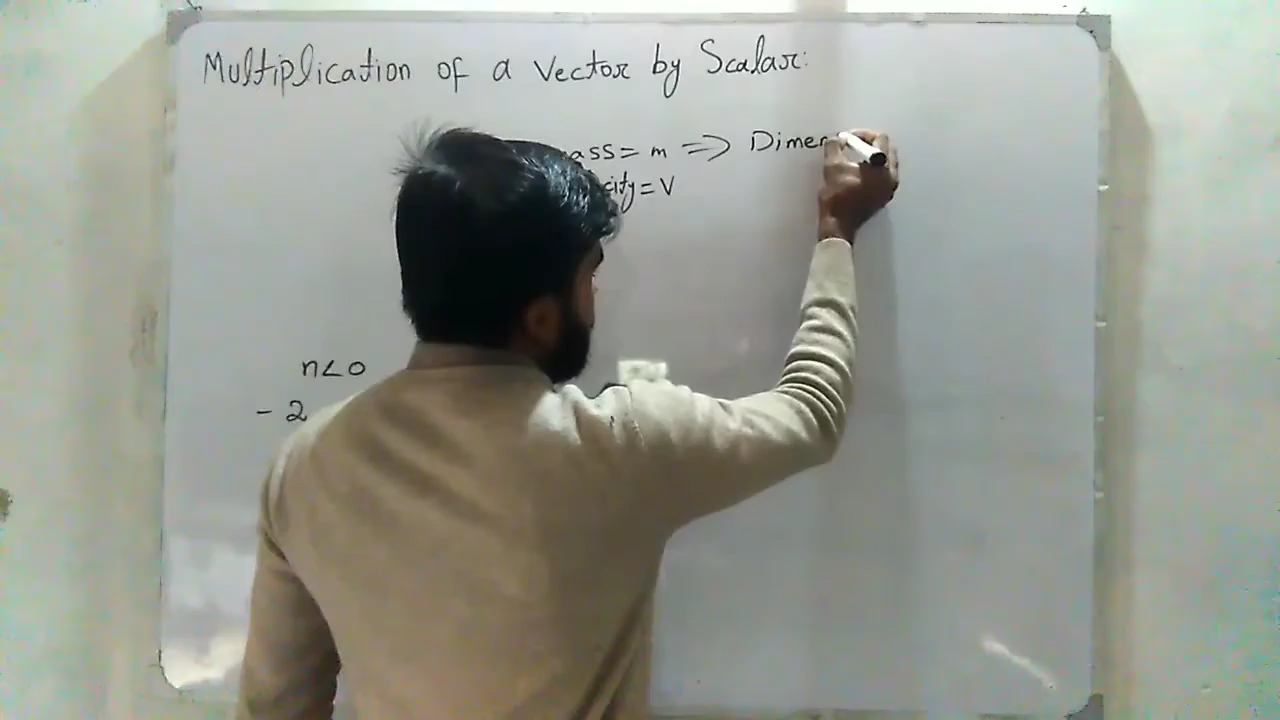 Multiplication of a Vector by Scalar:
ass = m => Dimen
city = V
n<0
- 2